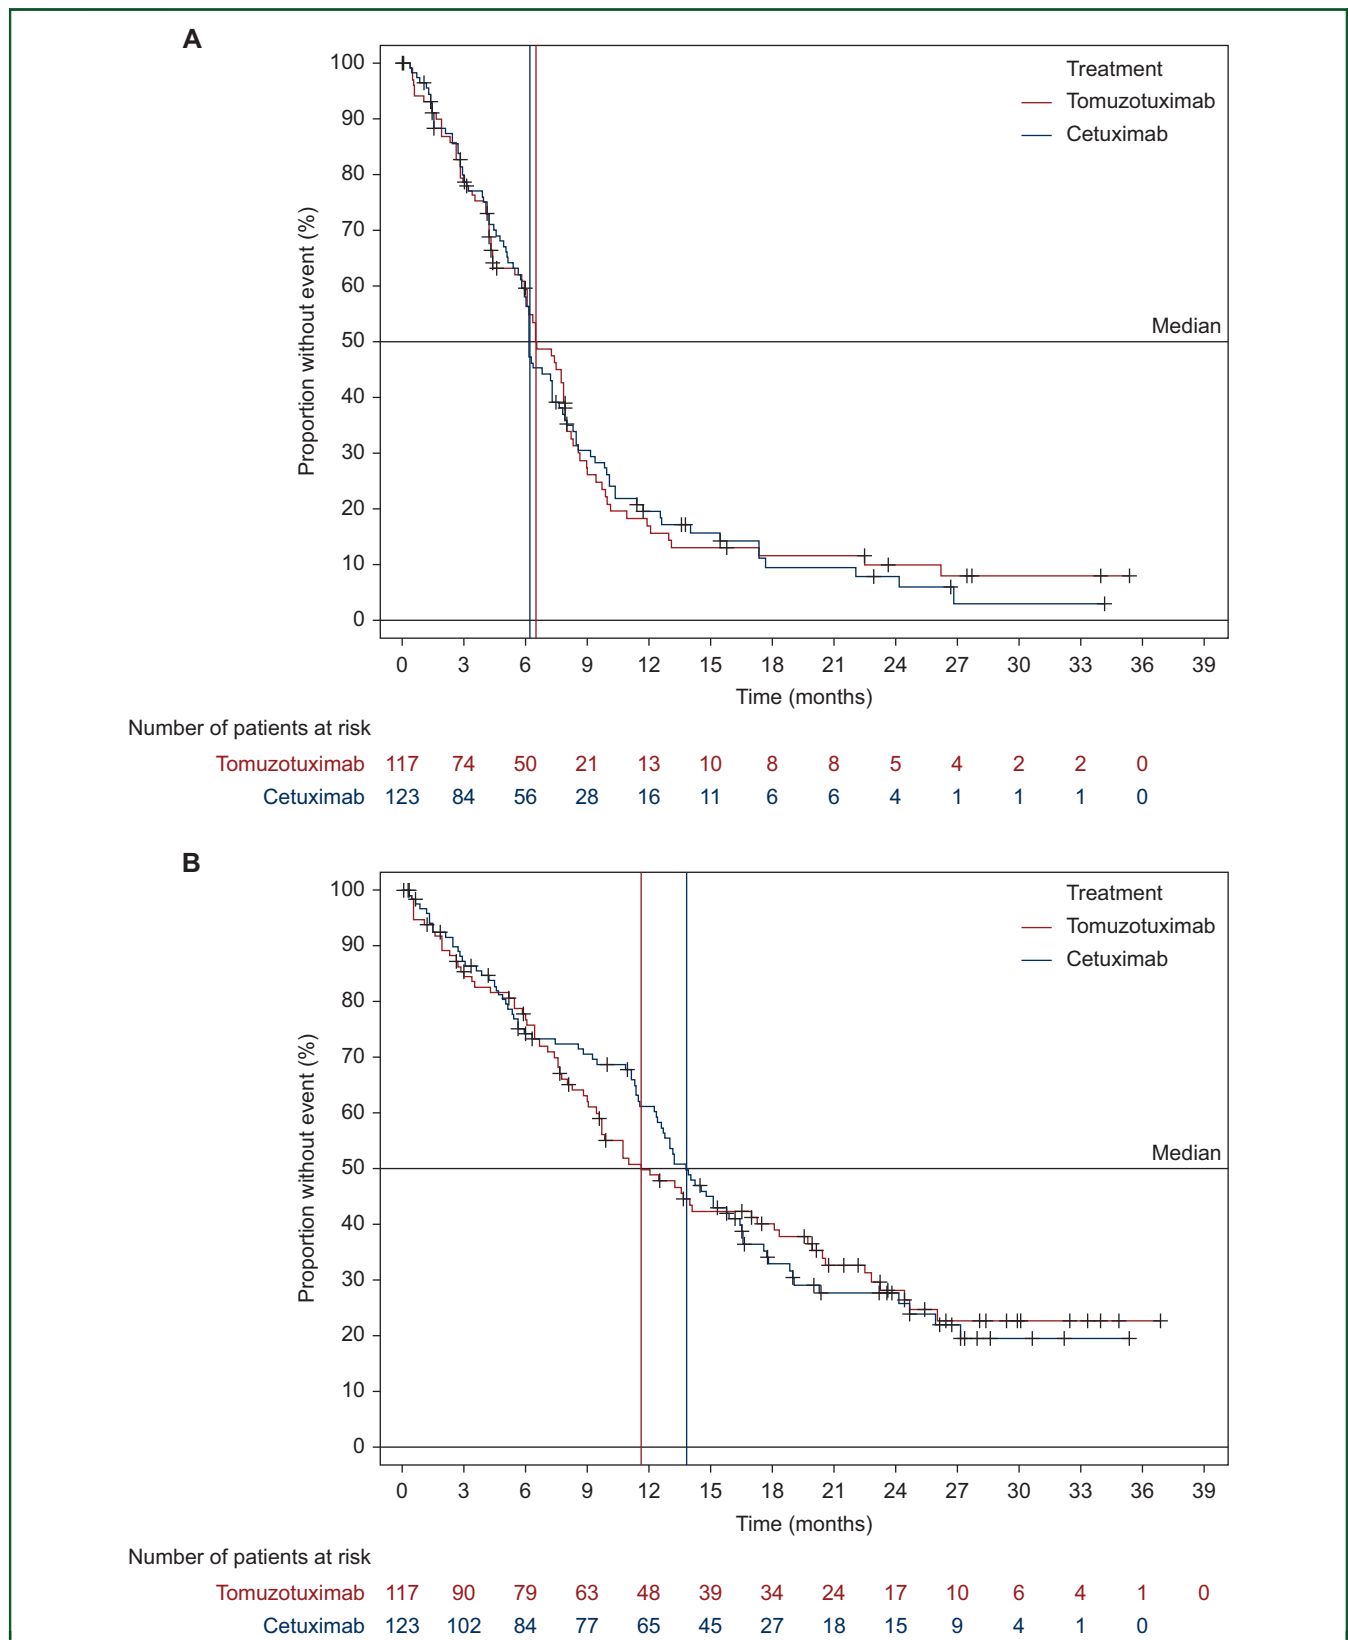 A
100
90
80
70
60
50
40
30
20
10
0
Proportion without event (%)
Treatment
Tomuzotuximab
Cetuximab
Median
0 3 6 9 12 15 18 21 24 27 30 33 36 39
Time (months)
Number of patients at risk
Tomuzotuximab 117 74 50 21 13 10 8 8 5 4 2 2 0
Cetuximab 123 84 56 28 16 11 6 6 4 1 1 1 0
B
100
90
80
70
60
50
40
30
20
10
0
Proportion without event (%)
Treatment
Tomuzotuximab
Cetuximab
Median
0 3 6 9 12 15 18 21 24 27 30 33 36 39
Time (months)
Number of patients at risk
Tomuzotuximab 117 90 79 63 48 39 34 24 17 10 6 4 1 0
Cetuximab 123 102 84 77 65 45 27 18 15 9 4 1 0